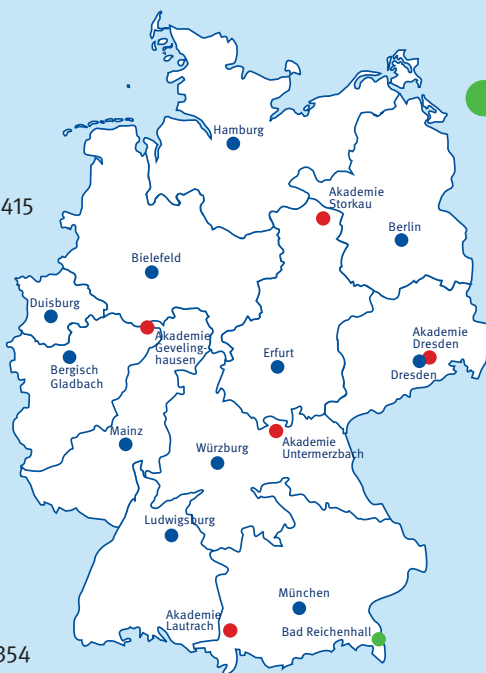 Hamburg
415
Akademie
Storkau
Berlin
Bielefeld
Duisburg
Akademie
Geveling-
hausen
Akademie
Dresden
Erfurt
Bergisch
Gladbach
Dresden
Mainz
Würzburg
Akademie
Untermerzbach
Ludwigsburg
München
Akademie
Lautrach
Bad Reichenhall
354